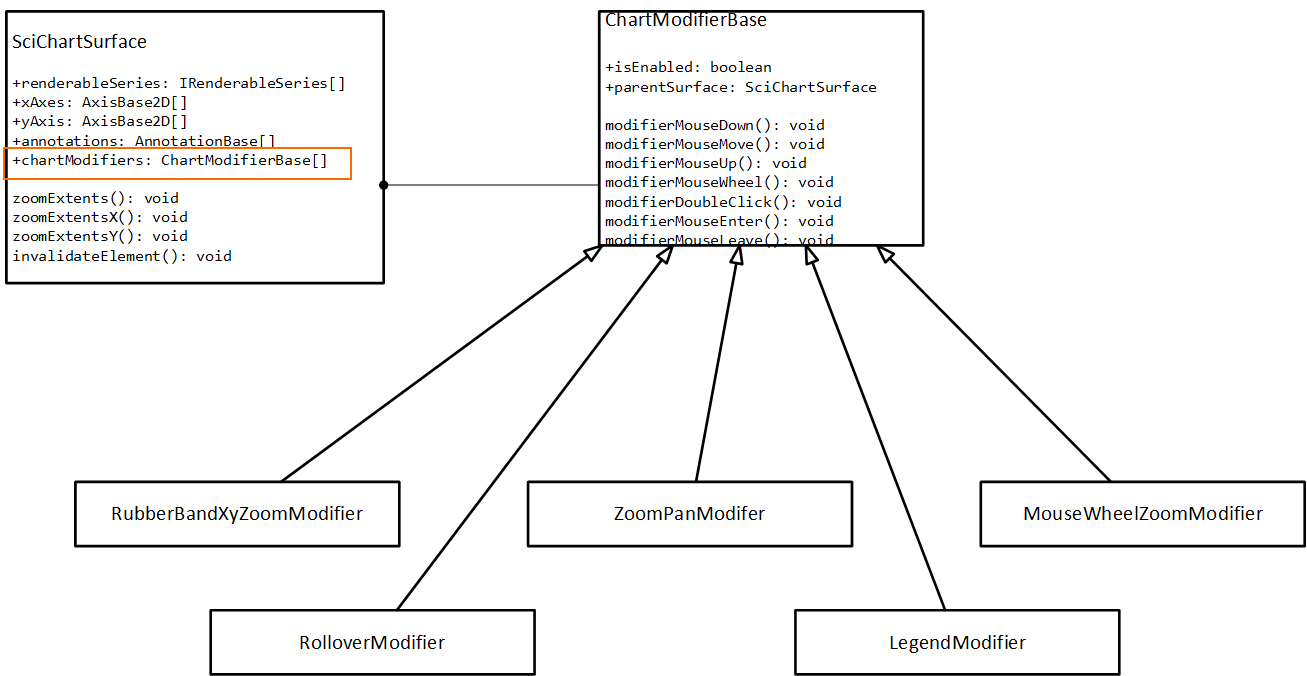 SciChartSurface
+renderableSeries: IRenderableSeries[]
+xAxes: AxisBase2D[]
+yAxis: AxisBase2D[]
+annotations: AnnotationBase[]
+chartModifiers: ChartModifierBase[]
zoomExtents(): void
zoomExtentsX(): void
zoomExtentsY(): void
invalidateElement(): void
ChartModifierBase
+isEnabled: boolean
+parentSurface: SciChartSurface
modifierMouseDown(): void
modifierMouseMove(): void
modifierMouseUp(): void
modifierMouseWheel(): void
modifierDoubleClick(): void
modifierMouseEnter(): void
modifierMouseLeave(): void
RubberBandXyZoomModifier
ZoomPanModifer
MouseWheelZoomModifier
RolloverModifier
LegendModifier